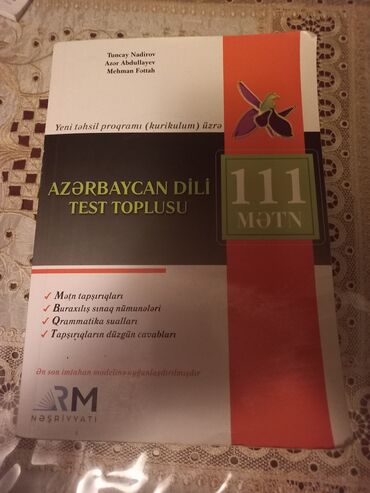 Tuncay Nadirov
Azər Abdullayev
Mehman Fəttah
Yeni təhsil proqramı (kurikulum) üzrə
AZƏRBAYCAN DİLİ
TEST TOPLUSU
111
MƏTN
✓ Mətn tapşırıqları
✓ Buraxılış sınaq nümunələri
✓ Qrammatika sualları
✓ Tapşırıqların düzgün cavabları
Ən son imtahan modelinə uyğunlaşdırılmışdır
RM
NƏŞRİYYATI